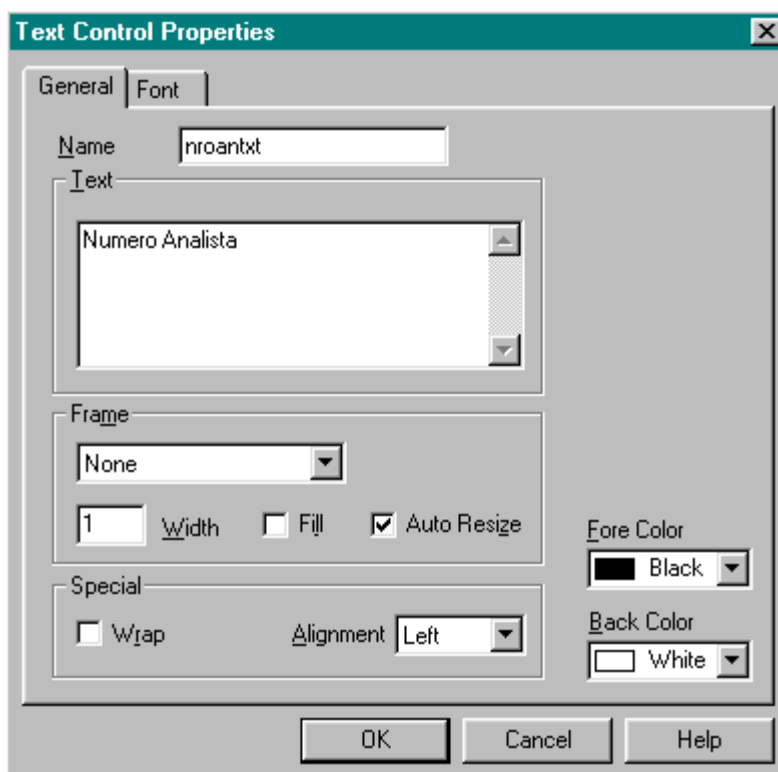 Text Control Properties
General Font
Name nroantxt
Text
Numero Analista
Frame
None
1 Width Fill Auto Resize
Fore Color
Black
Special
Wrap Alignment Left
Back Color
White
OK Cancel Help